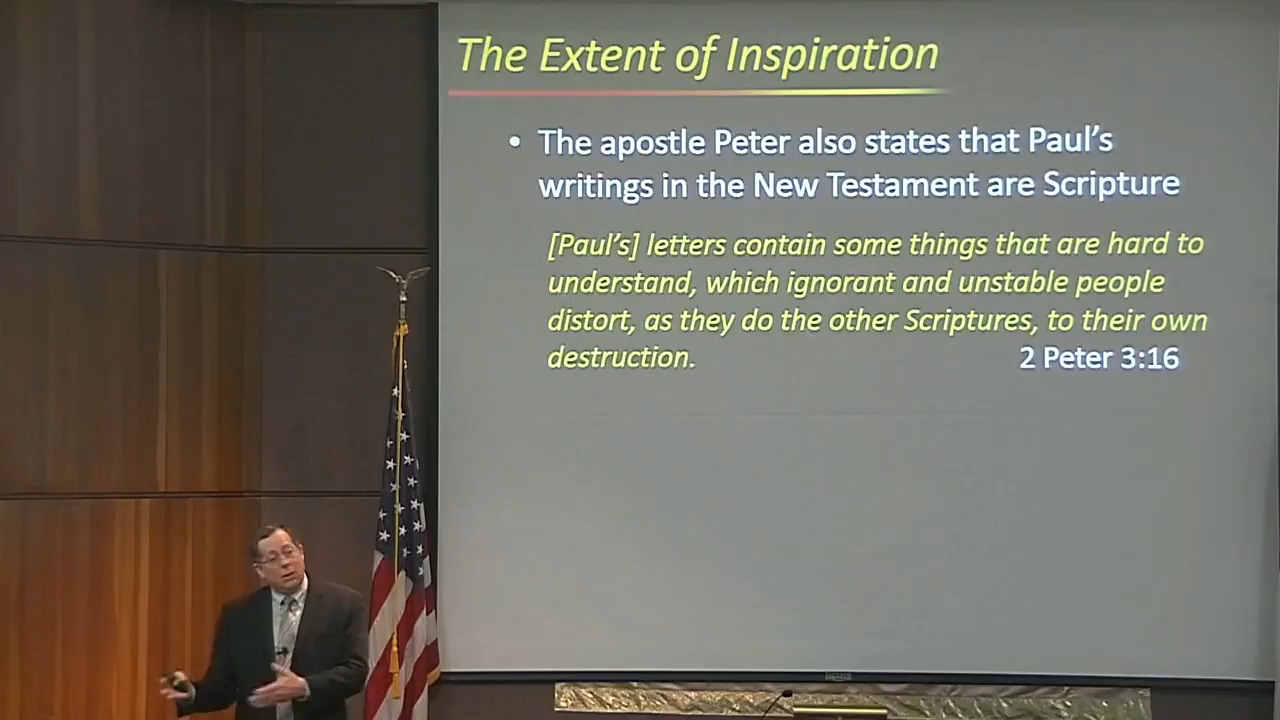 The Extent of Inspiration
• The apostle Peter also states that Paul's
writings in the New Testament are Scripture
[Paul's] letters contain some things that are hard to
understand, which ignorant and unstable people
distort, as they do the other Scriptures, to their own
destruction. 2 Peter 3:16